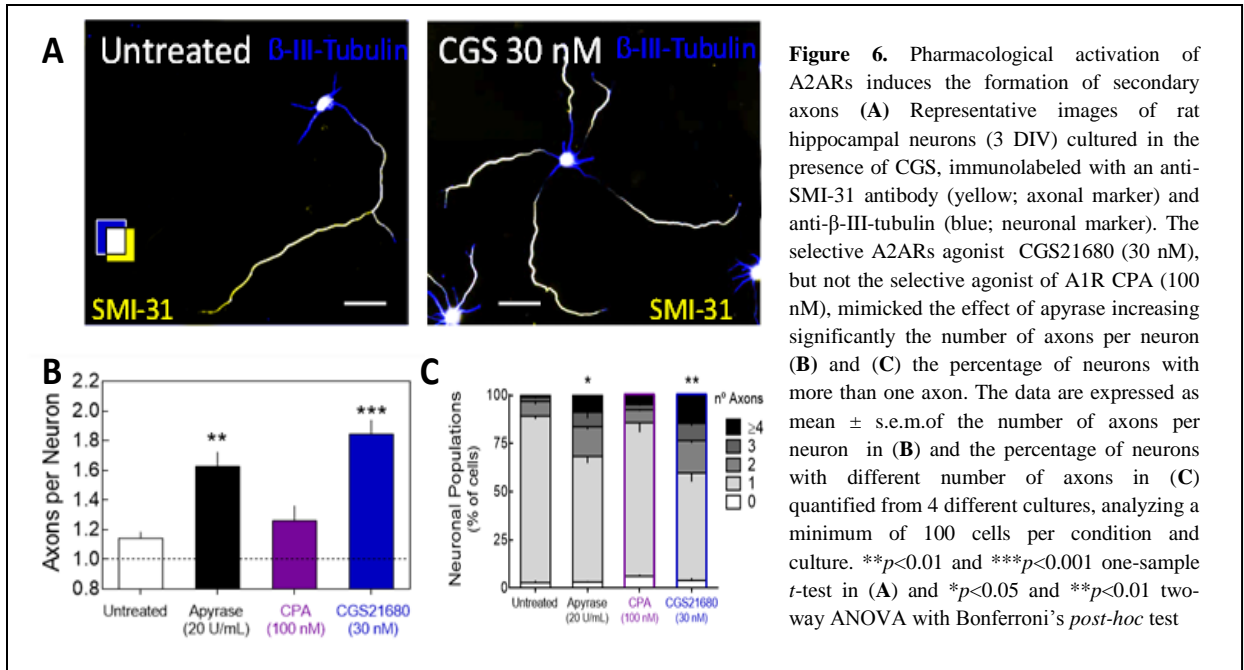 A
Untreated ß-III-Tubulin
SMI-31
CGS 30 nM ß-III-Tubulin
SMI-31
B
Axons per Neuron
2.2
2.0
1.8
1.6
1.4
1.2
1.0
0.8
**
***
Untreated
Apyrase
(20 U/mL)
CPA
(100 nM)
CGS21680
(30 nM)
C
Neuronal Populations
(% of cells)
100
75
50
25
0
*
**
nº Axons
≥4
3
2
1
0
Untreated
Apyrase
(20 U/mL)
CPA
(100 nM)
CGS21680
(30 nM)
Figure 6. Pharmacological activation of
A2ARs induces the formation of secondary
axons (A) Representative images of rat
hippocampal neurons (3 DIV) cultured in the
presence of CGS, immunolabeled with an anti-
SMI-31 antibody (yellow; axonal marker) and
anti-β-III-tubulin (blue; neuronal marker). The
selective A2ARs agonist CGS21680 (30 nM),
but not the selective agonist of A1R CPA (100
nM), mimicked the effect of apyrase increasing
significantly the number of axons per neuron
(B) and (C) the percentage of neurons with
more than one axon. The data are expressed as
mean ± s.e.m.of the number of axons per
neuron in (B) and the percentage of neurons
with different number of axons in (C)
quantified from 4 different cultures, analyzing a
minimum of 100 cells per condition and
culture. **p<0.01 and ***p<0.001 one-sample
t-test in (A) and *p<0.05 and **p<0.01 two-
way ANOVA with Bonferroni's post-hoc test